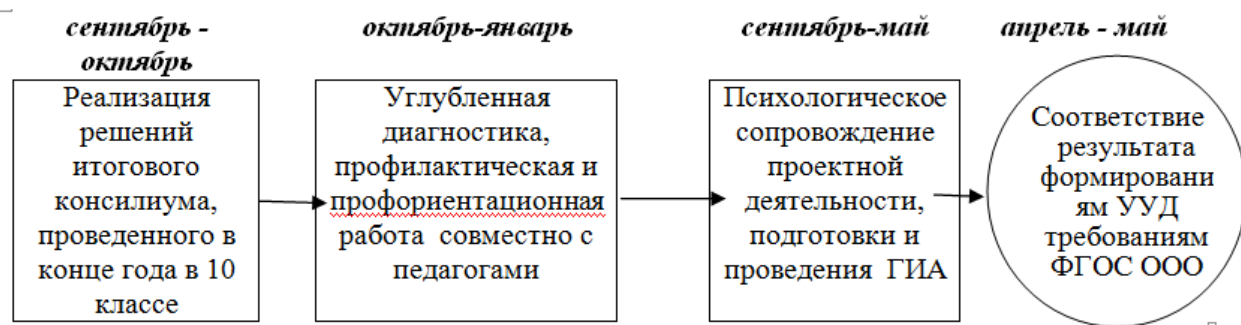 сентябрь -
октябрь
октябрь-январь
сентябрь-май
апрель - май
Реализация
решений
итогового
консилиума,
проведенного в
конце года в 10
классе
Углубленная
диагностика,
профилактическая и
профориентационная
работа совместно с
педагогами
Психологическое
сопровождение
проектной
деятельности,
подготовки и
проведения ГИА
Соответствие
результата
формировани
ям УУД
требованиям
ФГОС ООО